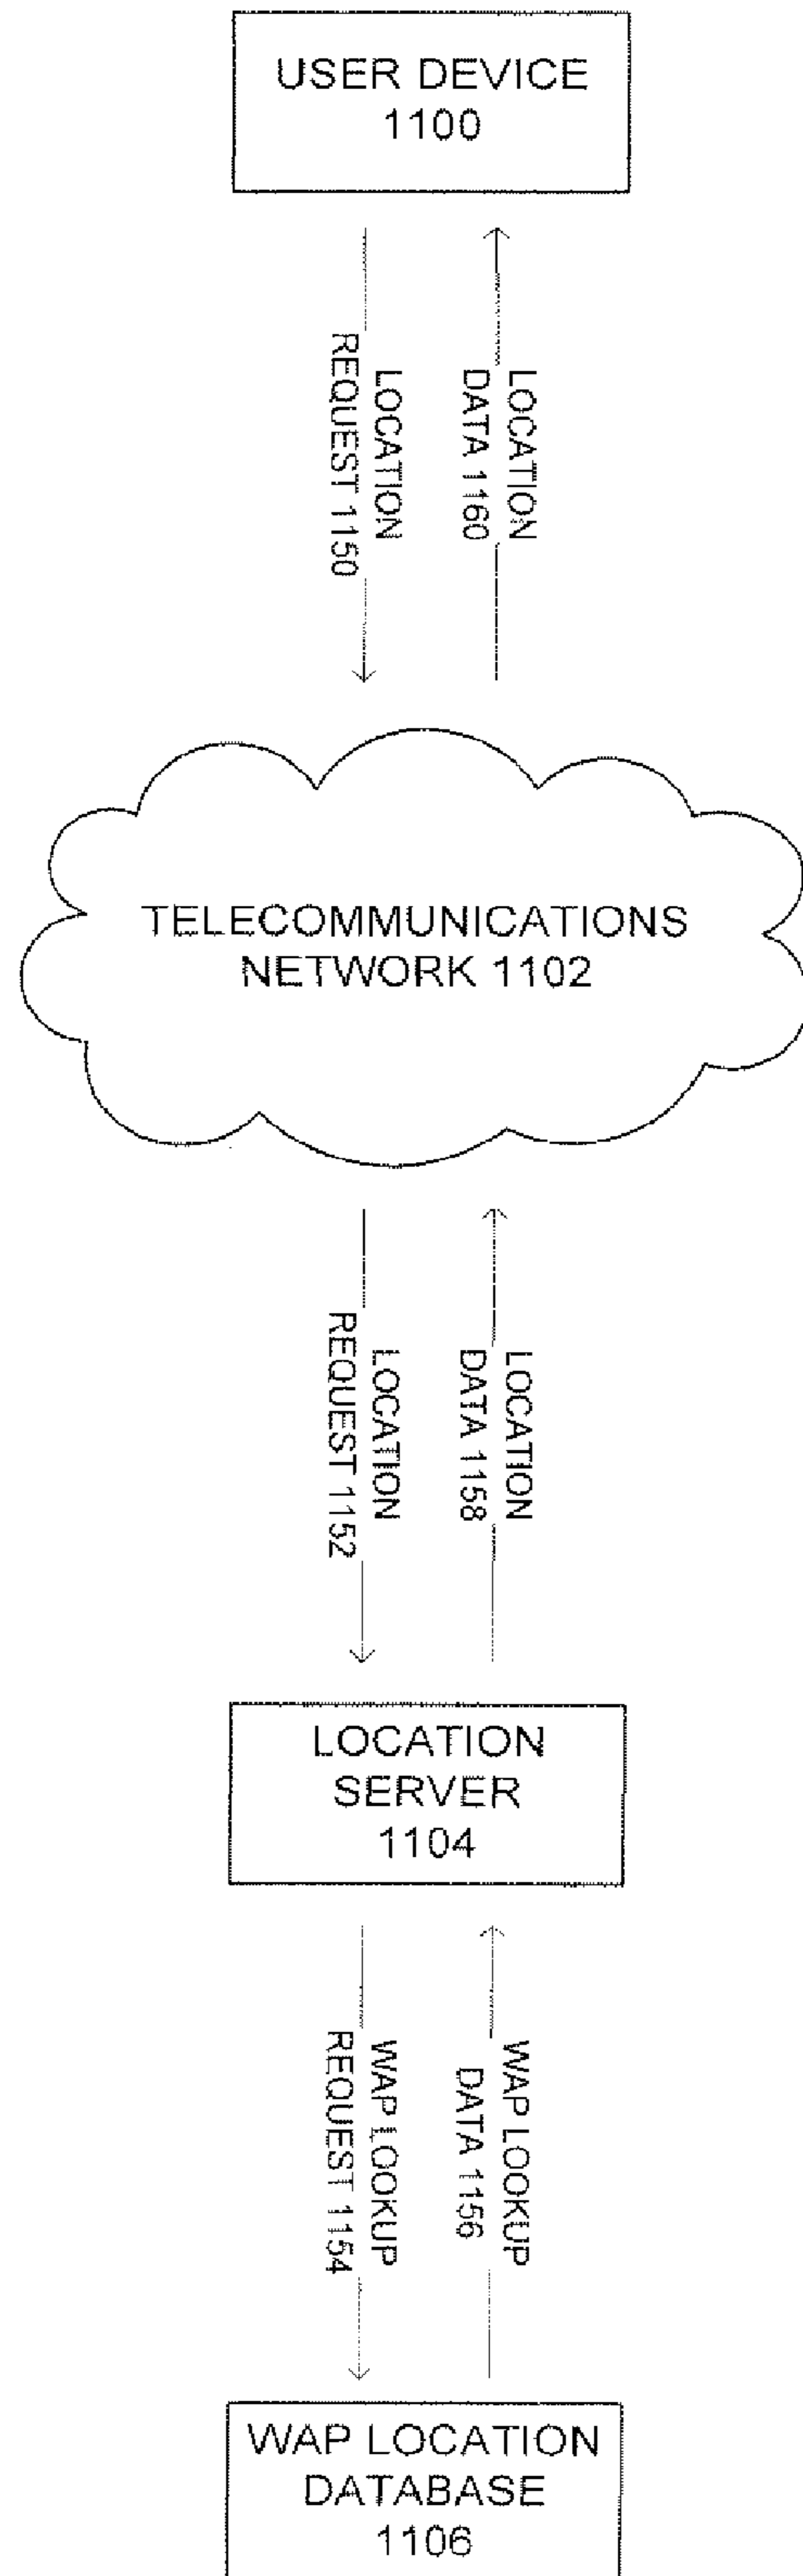 USER DEVICE
1100
LOCATION
REQUEST 1150
LOCATION
DATA 1160
TELECOMMUNICATIONS
NETWORK 1102
LOCATION
REQUEST 1152
LOCATION
DATA 1158
LOCATION
SERVER
1104
WAP LOOKUP
REQUEST 1154
WAP LOOKUP
DATA 1156
WAP LOCATION
DATABASE
1106